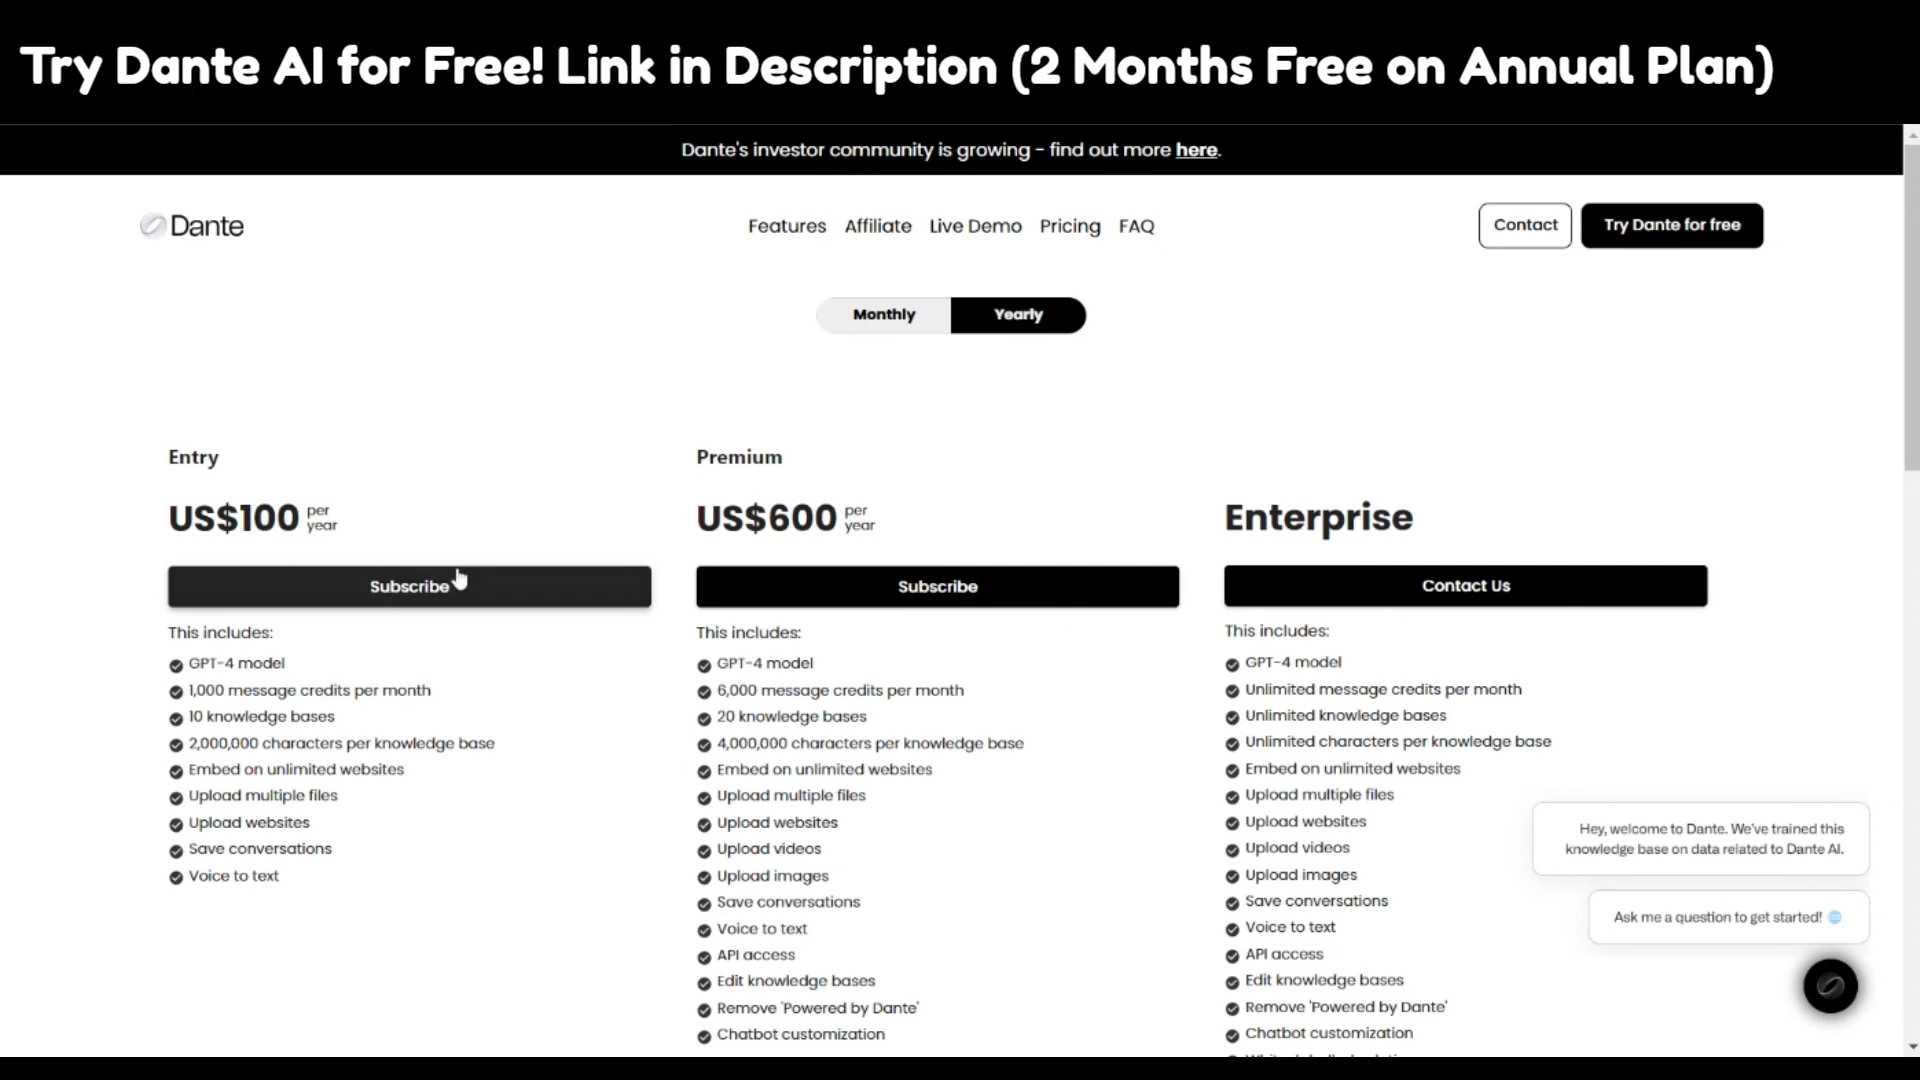 Try Dante AI for Free! Link in Description (2 Months Free on Annual Plan)
Dante's investor community is growing - find out more here.
Dante
Features Affiliate Live Demo Pricing FAQ
Contact
Try Dante for free
Monthly Yearly
Entry
US$100 per year
Subscribe
This includes:
GPT-4 model
1,000 message credits per month
10 knowledge bases
2,000,000 characters per knowledge base
Embed on unlimited websites
Upload multiple files
Upload websites
Save conversations
Voice to text
Premium
US$600 per year
Subscribe
This includes:
GPT-4 model
6,000 message credits per month
20 knowledge bases
4,000,000 characters per knowledge base
Embed on unlimited websites
Upload multiple files
Upload websites
Upload videos
Upload images
Save conversations
Voice to text
API access
Edit knowledge bases
Remove 'Powered by Dante'
Chatbot customization
Enterprise
Contact Us
This includes:
GPT-4 model
Unlimited message credits per month
Unlimited knowledge bases
Unlimited characters per knowledge base
Embed on unlimited websites
Upload multiple files
Upload websites
Upload videos
Upload images
Save conversations
Voice to text
API access
Edit knowledge bases
Remove 'Powered by Dante'
Chatbot customization
Hey, welcome to Dante. We've trained this
knowledge base on data related to Dante AI.
Ask me a question to get started!